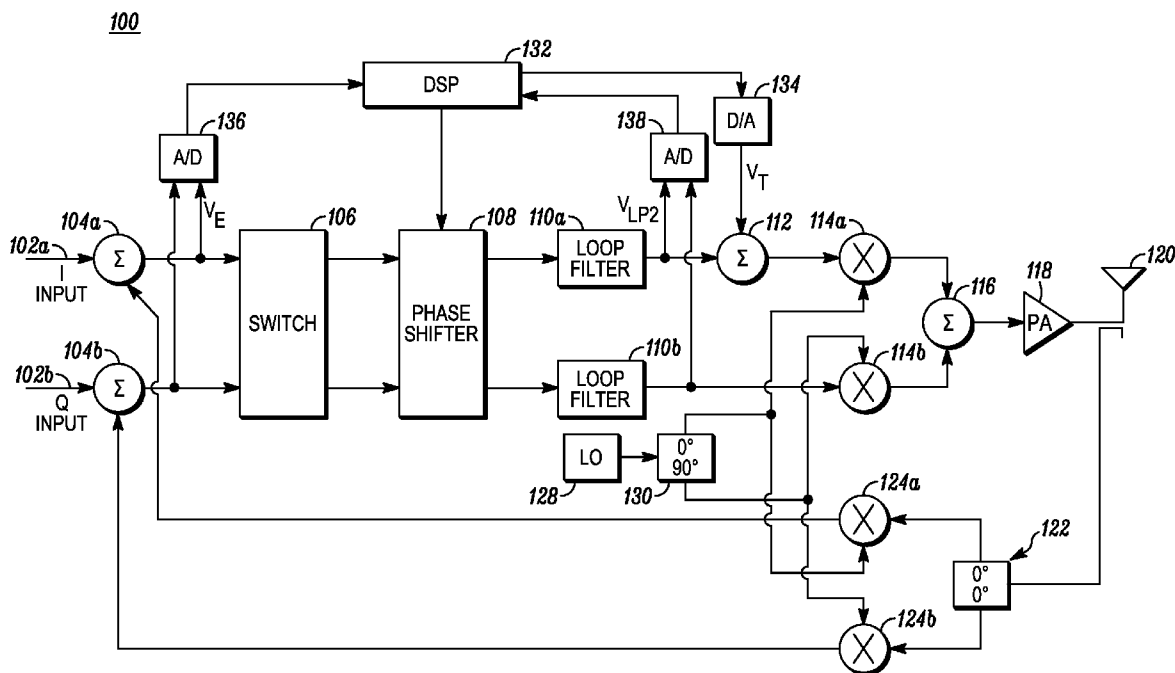 100
132
DSP
134
D/A
136
A/D
138
A/D
V_T
104a
V_E
106
108
110a
V_LP2
112
114a
120
102a
Σ
I
INPUT
LOOP
FILTER
Σ
118
116
SWITCH
PHASE
SHIFTER
Σ
PA
104b
110b
114b
102b
Σ
Q
INPUT
LOOP
FILTER
LO
0°
90°
128
130
124a
122
0°
0°
124b